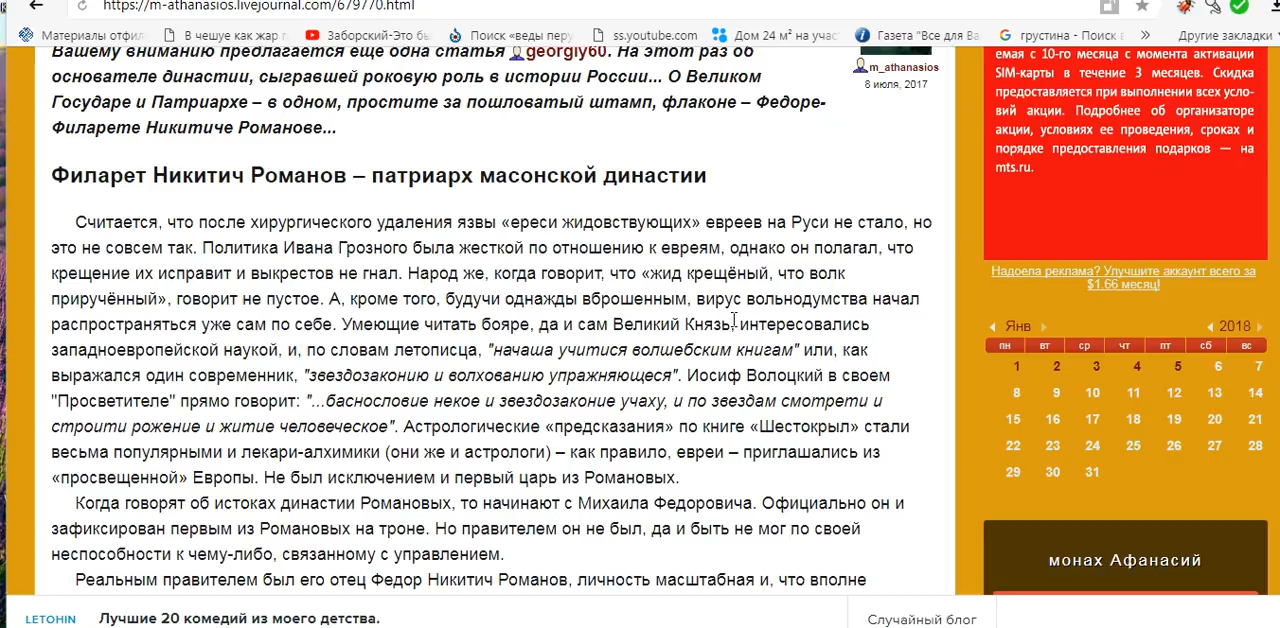 https://m-athanasios.livejournal.com/679770.html
Материалы офиц
В чешуе как жар г
Заборский-Это бы
Поиск «веды перу
ss.youtube.com
Дом 24 м² на учас
Газета "Все для Ва
грустина - Поиск в
»
Другие закладки
Вашему вниманию предлагается еще одна статья georgiy60. На этот раз об
основателе династии, сыгравшей роковую роль в истории России... О Великом
Государе и Патриархе – в одном, простите за пошловатый штамп, флаконе – Федоре-
Филарете Никитиче Романове...
Филарет Никитич Романов – патриарх масонской династии
Считается, что после хирургического удаления язвы «ереси жидовствующих» евреев на Руси не стало, но
это не совсем так. Политика Ивана Грозного была жесткой по отношению к евреям, однако он полагал, что
крещение их исправит и выкрестов не гнал. Народ же, когда говорит, что «жид крещёный, что волк
приручённый», говорит не пустое. А, кроме того, будучи однажды вброшенным, вирус вольнодумства начал
распространяться уже сам по себе. Умеющие читать бояре, да и сам Великий Князь, интересовались
западноевропейской наукой, и, по словам летописца, "начаша учитися волшебским книгам" или, как
выражался один современник, "звездозаконию и волхованию упражняющеся". Иосиф Волоцкий в своем
"Просветителе" прямо говорит: "...баснословие некое и звездозаконие учаху, и по звездам смотрети и
строити рожение и житие человеческое". Астрологические «предсказания» по книге «Шестокрыл» стали
весьма популярными и лекари-алхимики (они же и астрологи) – как правило, евреи – приглашались из
«просвещенной» Европы. Не был исключением и первый царь из Романовых.
Когда говорят об истоках династии Романовых, то начинают с Михаила Федоровича. Официально он и
зафиксирован первым из Романовых на троне. Но правителем он не был, да и быть не мог по своей
неспособности к чему-либо, связанному с управлением.
Реальным правителем был его отец Федор Никитич Романов, личность масштабная и, что вполне
m_athanasios
8 июля, 2017
емая с 10-го месяца с момента активации
SIM-карты в течение 3 месяцев. Скидка
предоставляется при выполнении всех усло-
вий акции. Подробнее об организаторе
акции, условиях ее проведения, сроках и
порядке предоставления подарков — на
mts.ru.
Надоела реклама? Улучшите аккаунт всего за
$1.66 месяц!
Янв 2018
пн вт ср чт пт сб вс
1 2 3 4 5 6 7
8 9 10 11 12 13 14
15 16 17 18 19 20 21
22 23 24 25 26 27 28
29 30 31
монах Афанасий
LETOHIN Лучшие 20 комедий из моего детства.
Случайный блог